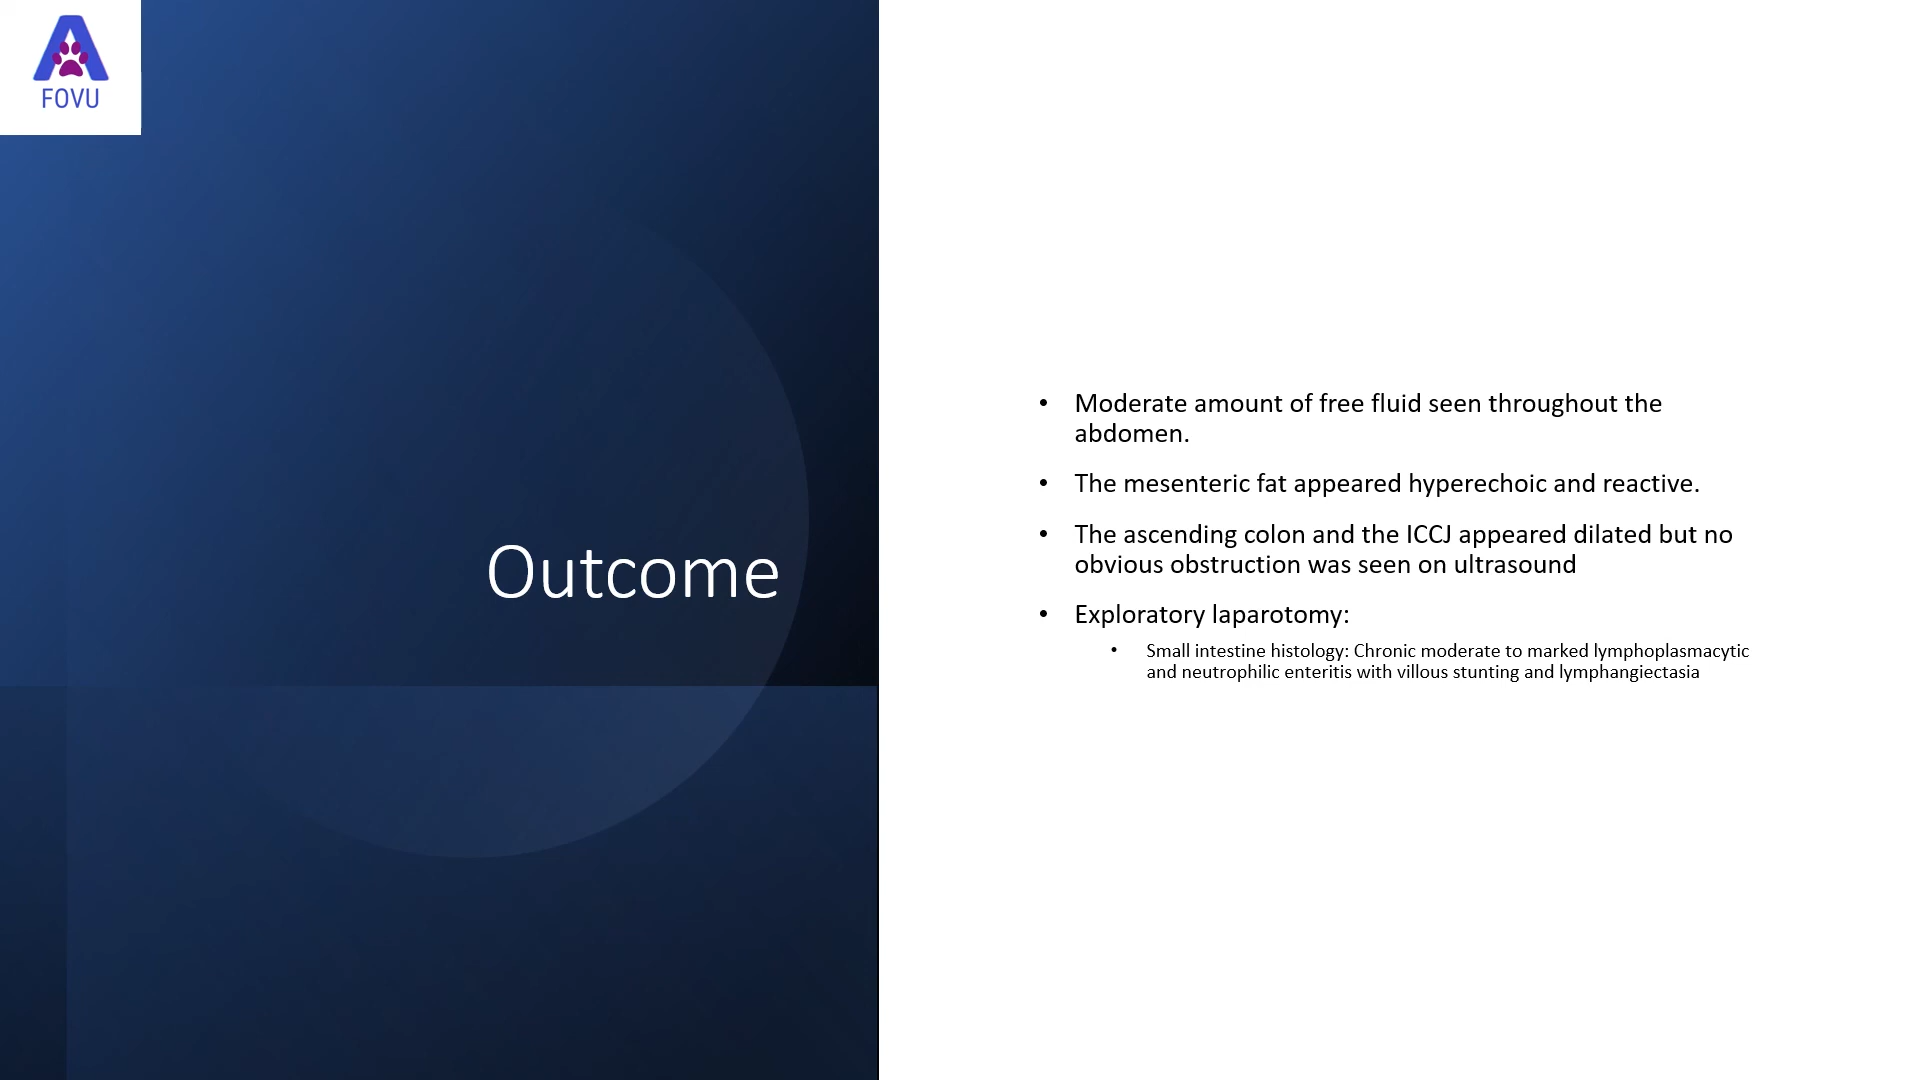 A
FOVU
Outcome
• Moderate amount of free fluid seen throughout the
abdomen.
• The mesenteric fat appeared hyperechoic and reactive.
• The ascending colon and the ICCJ appeared dilated but no
obvious obstruction was seen on ultrasound
• Exploratory laparotomy:
• Small intestine histology: Chronic moderate to marked lymphoplasmacytic
and neutrophilic enteritis with villous stunting and lymphangiectasia